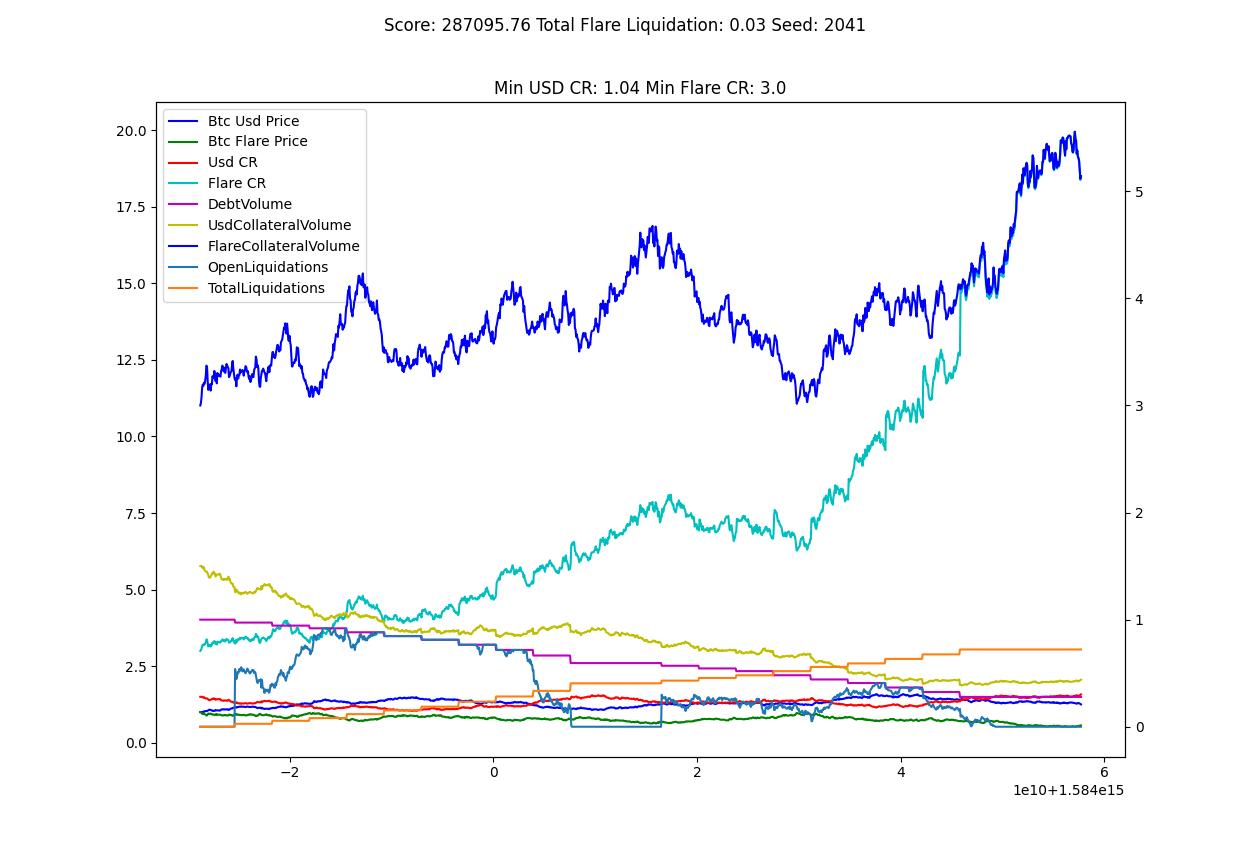 Score: 287095.76 Total Flare Liquidation: 0.03 Seed: 2041
Min USD CR: 1.04 Min Flare CR: 3.0
Btc Usd Price
Btc Flare Price
Usd CR
Flare CR
DebtVolume
UsdCollateralVolume
FlareCollateralVolume
OpenLiquidations
TotalLiquidations
20.0
17.5
15.0
12.5
10.0
7.5
5.0
2.5
0.0
5
4
3
2
1
0
−2
0
2
4
6
1e10+1.584e15